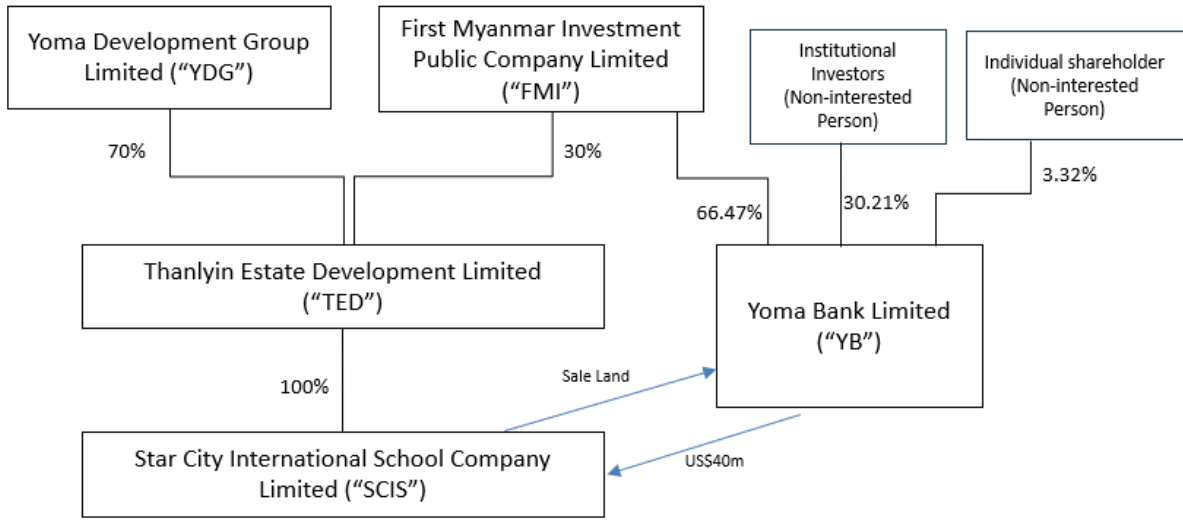 Yoma Development Group
Limited (“YDG”)
First Myanmar Investment
Public Company Limited
(“FMI”)
Institutional
Investors
(Non-interested
Person)
Individual shareholder
(Non-interested
Person)
70%
30%
66.47%
30.21%
3.32%
Thanlyin Estate Development Limited
(“TED”)
Yoma Bank Limited
(“YB”)
100%
Sale Land
US$40m
Star City International School Company
Limited (“SCIS”)